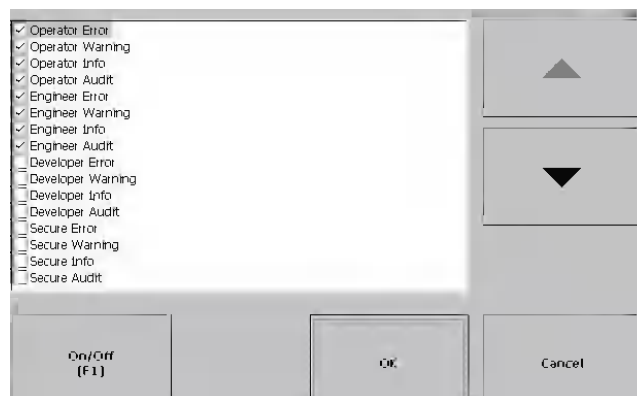 Operator Error
Operator Warning
Operator Info
Operator Audit
Engineer Error
Engineer Warning
Engineer Info
Engineer Audit
Developer Error
Developer Warning
Developer Info
Developer Audit
Secure Error
Secure Warning
Secure Info
Secure Audit
On/Off
(F1)
OK
Cancel